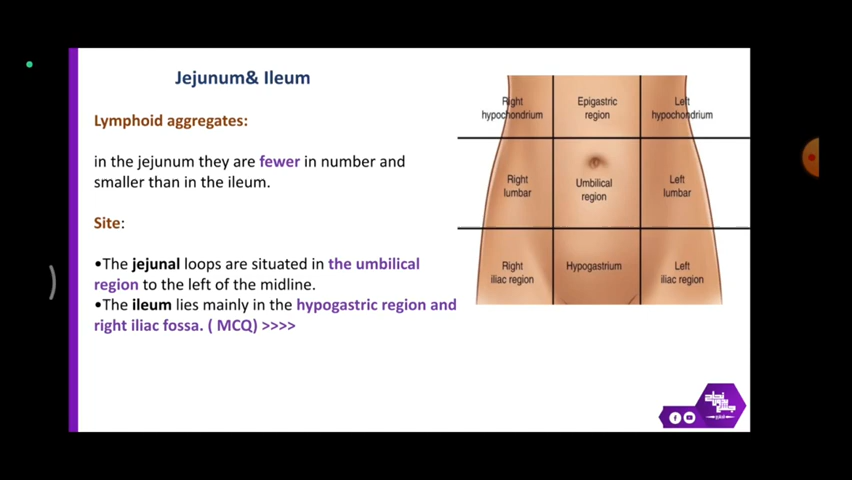 Jejunum& Ileum
Lymphoid aggregates:
in the jejunum they are fewer in number and
smaller than in the ileum.
Site:
•The jejunal loops are situated in the umbilical
region to the left of the midline.
•The ileum lies mainly in the hypogastric region and
right iliac fossa. ( MCQ) >>>>
Right
hypochondrium
Epigastric
region
Left
hypochondrium
Right
lumbar
Umbilical
region
Left
lumbar
Right
iliac region
Hypogastrium
Left
iliac region